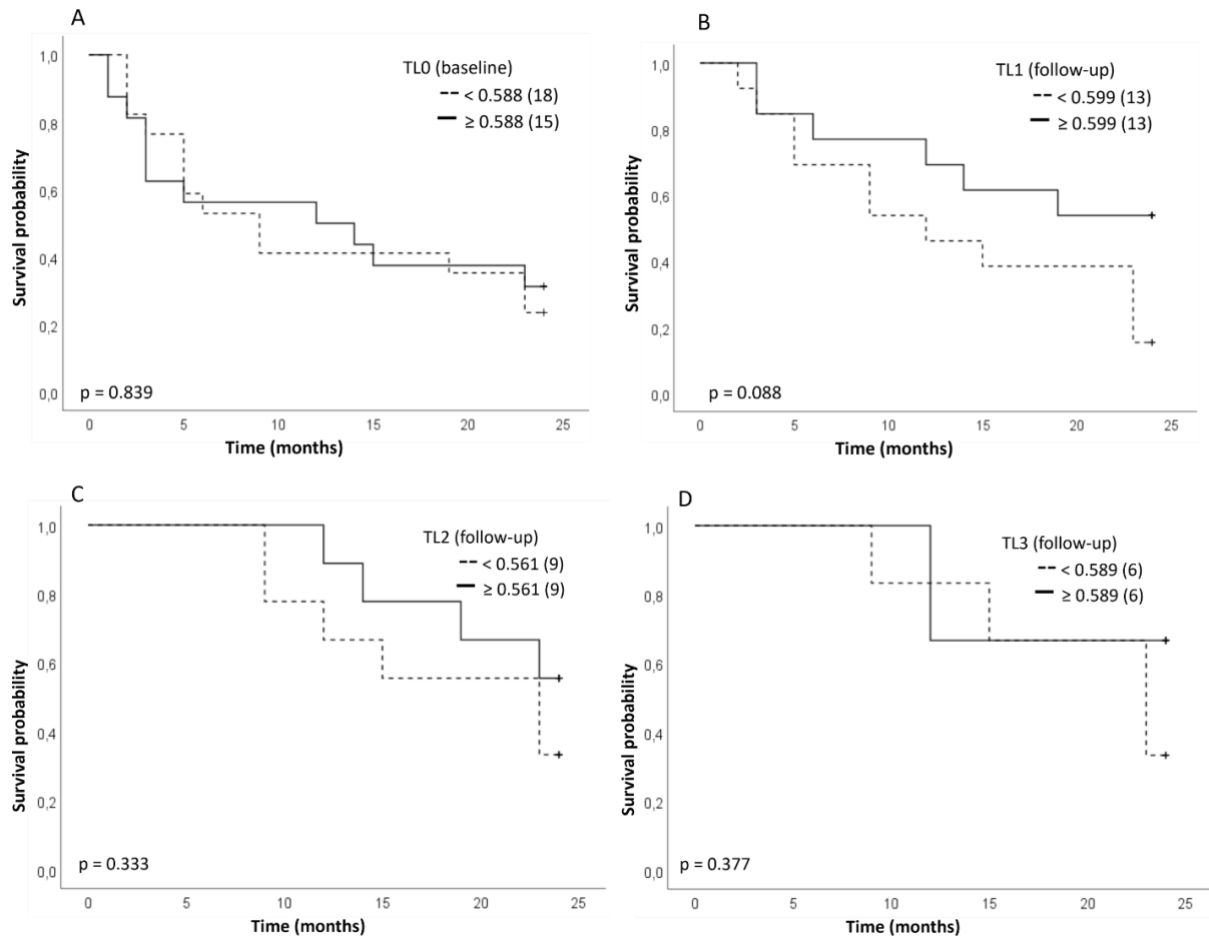 A
TL0 (baseline)
< 0.588 (18)
≥ 0.588 (15)
Survival probability
1,0
0,8
0,6
0,4
0,2
0,0
p = 0.839
0 5 10 15 20 25
Time (months)
B
TL1 (follow-up)
< 0.599 (13)
≥ 0.599 (13)
Survival probability
1,0
0,8
0,6
0,4
0,2
0,0
p = 0.088
0 5 10 15 20 25
Time (months)
C
TL2 (follow-up)
< 0.561 (9)
≥ 0.561 (9)
Survival probability
1,0
0,8
0,6
0,4
0,2
0,0
p = 0.333
0 5 10 15 20 25
Time (months)
D
TL3 (follow-up)
< 0.589 (6)
≥ 0.589 (6)
Survival probability
1,0
0,8
0,6
0,4
0,2
0,0
p = 0.377
0 5 10 15 20 25
Time (months)